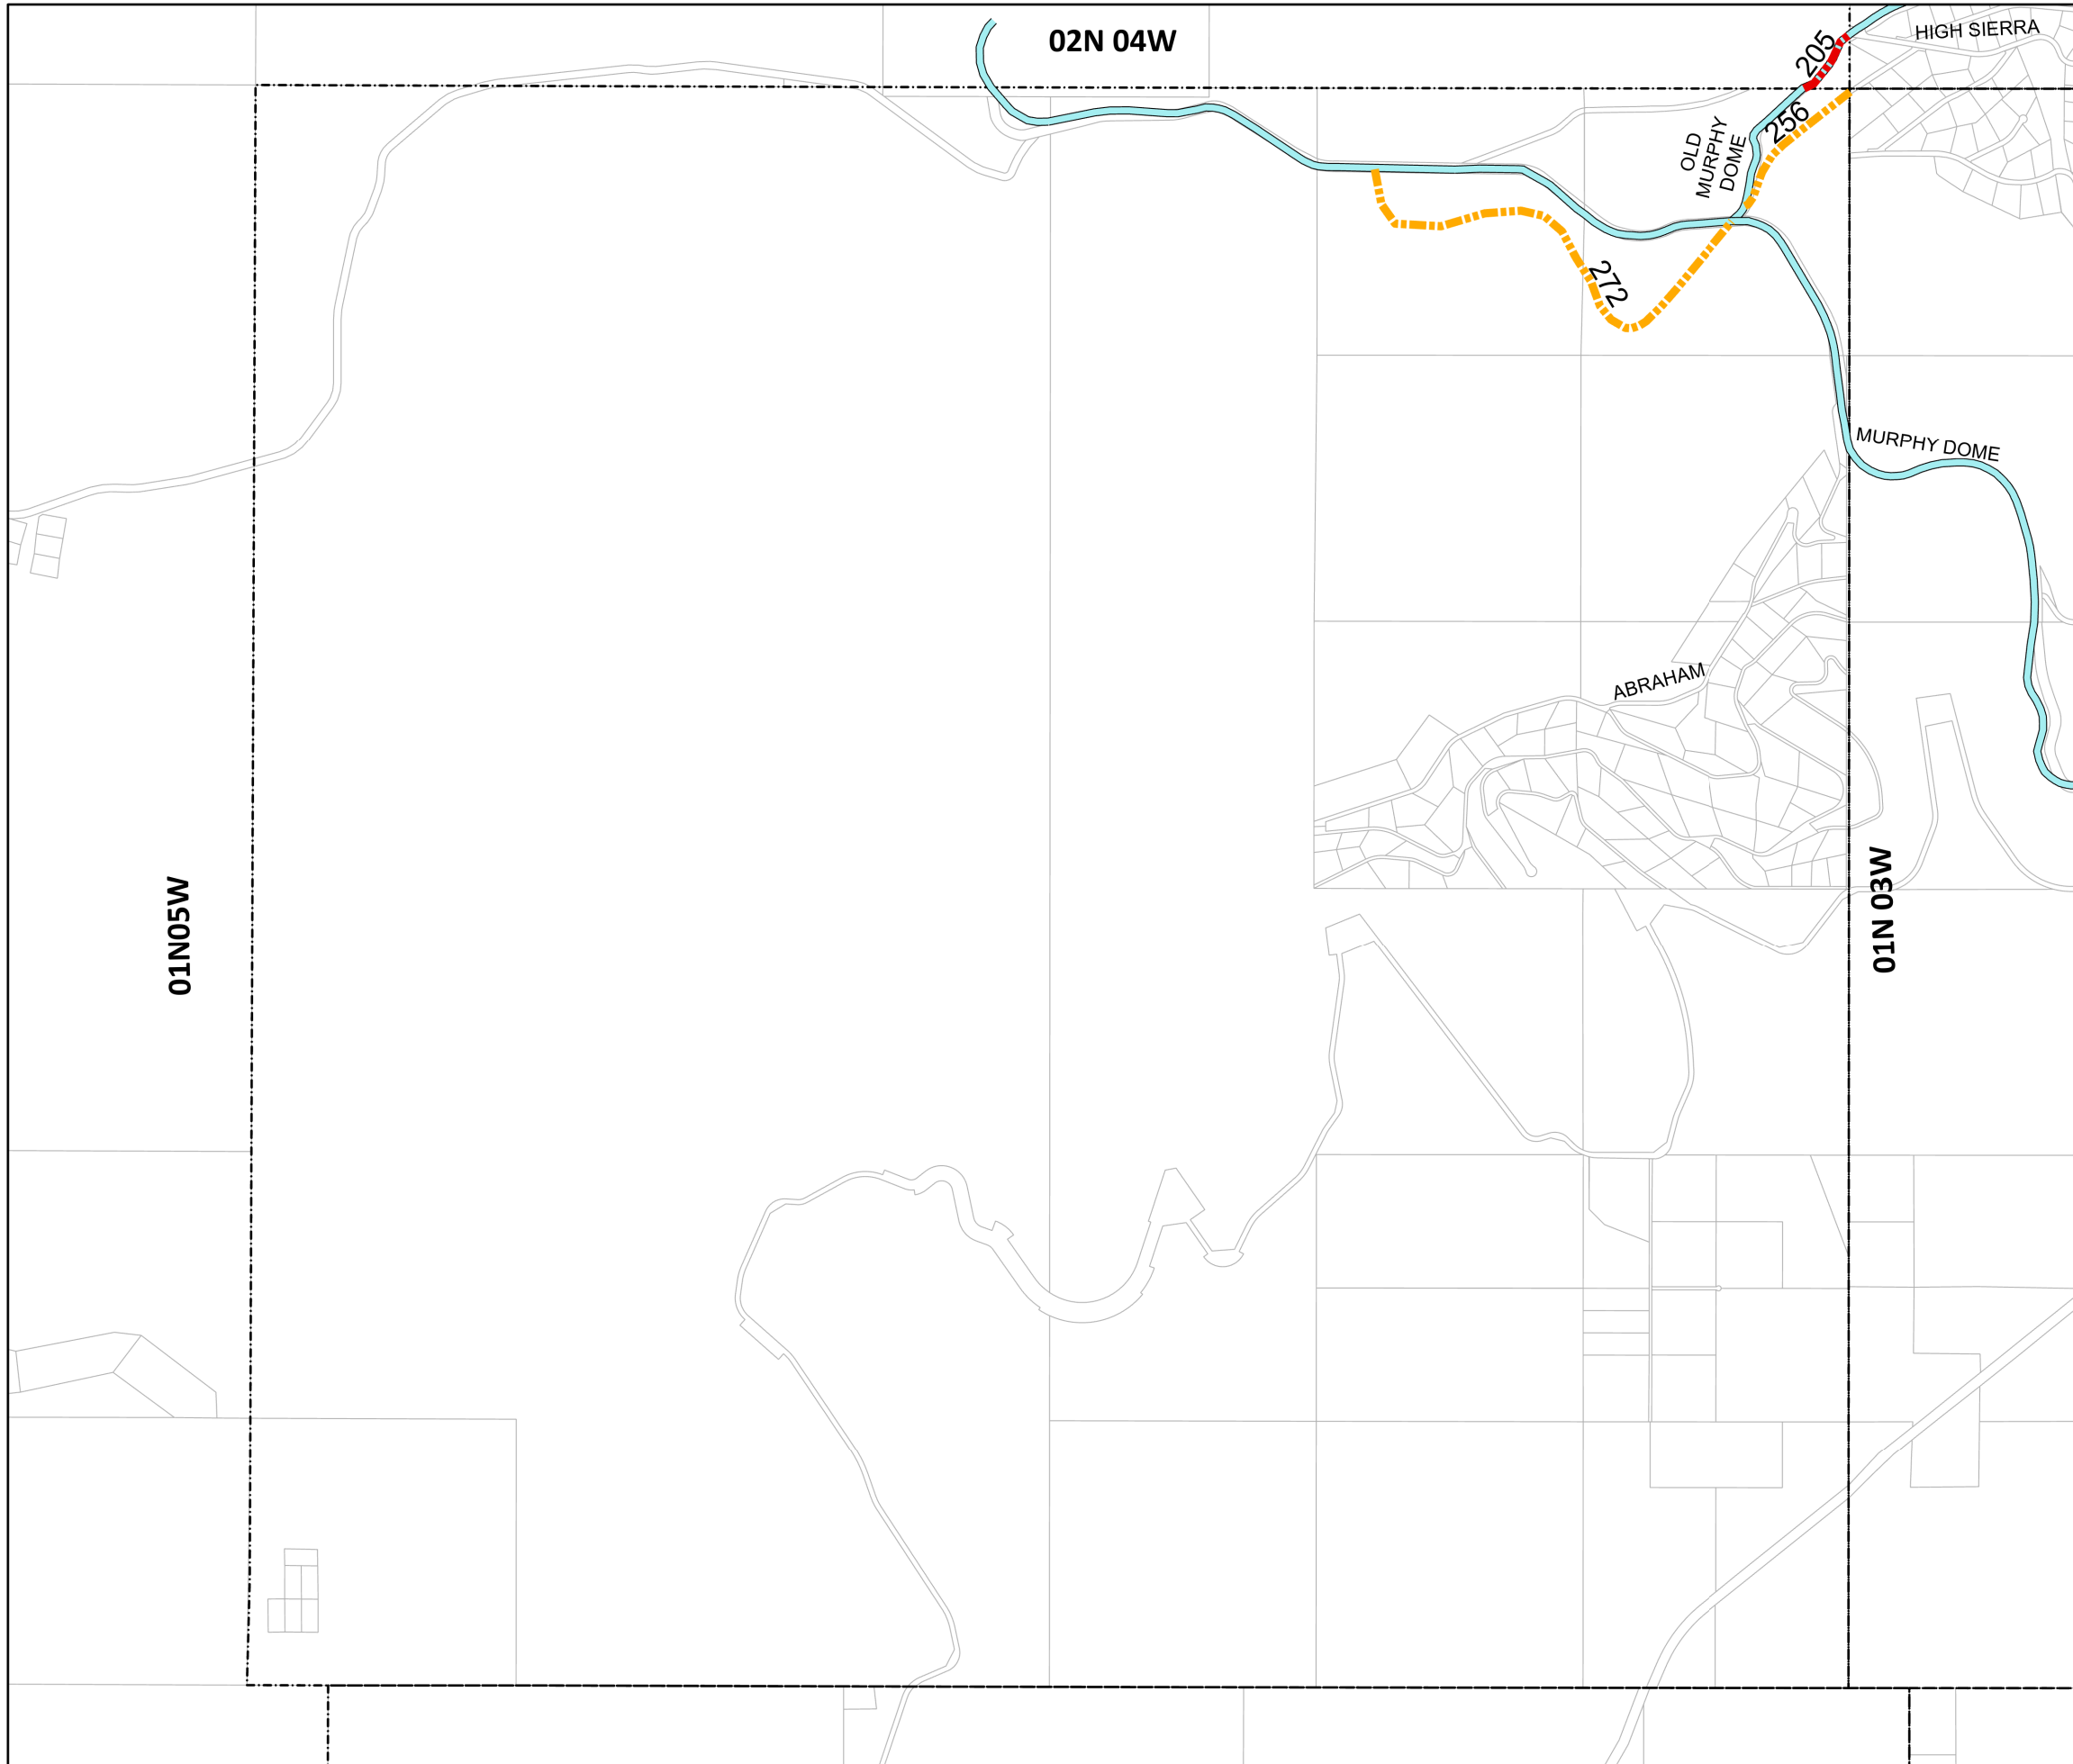 02N 04W
205
HIGH SIERRA
256
OLD
MURPHY
DOME
272
MURPHY DOME
ABRAHAM
01N05W
01N 03W